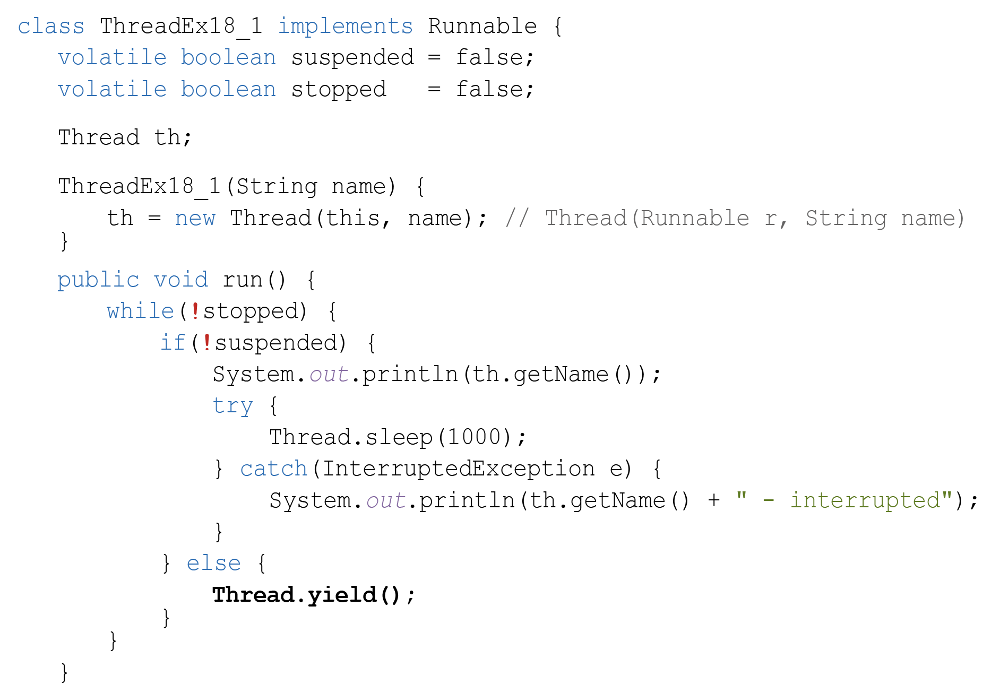 class ThreadEx18_1 implements Runnable {
volatile boolean suspended = false;
volatile boolean stopped   = false;
Thread th;
ThreadEx18_1(String name) {
th = new Thread(this, name); // Thread(Runnable r, String name)
}
public void run() {
while(!stopped) {
if(!suspended) {
System.out.println(th.getName());
try {
Thread.sleep(1000);
} catch(InterruptedException e) {
System.out.println(th.getName() + " - interrupted");
}
} else {
Thread.yield();
}
}
}